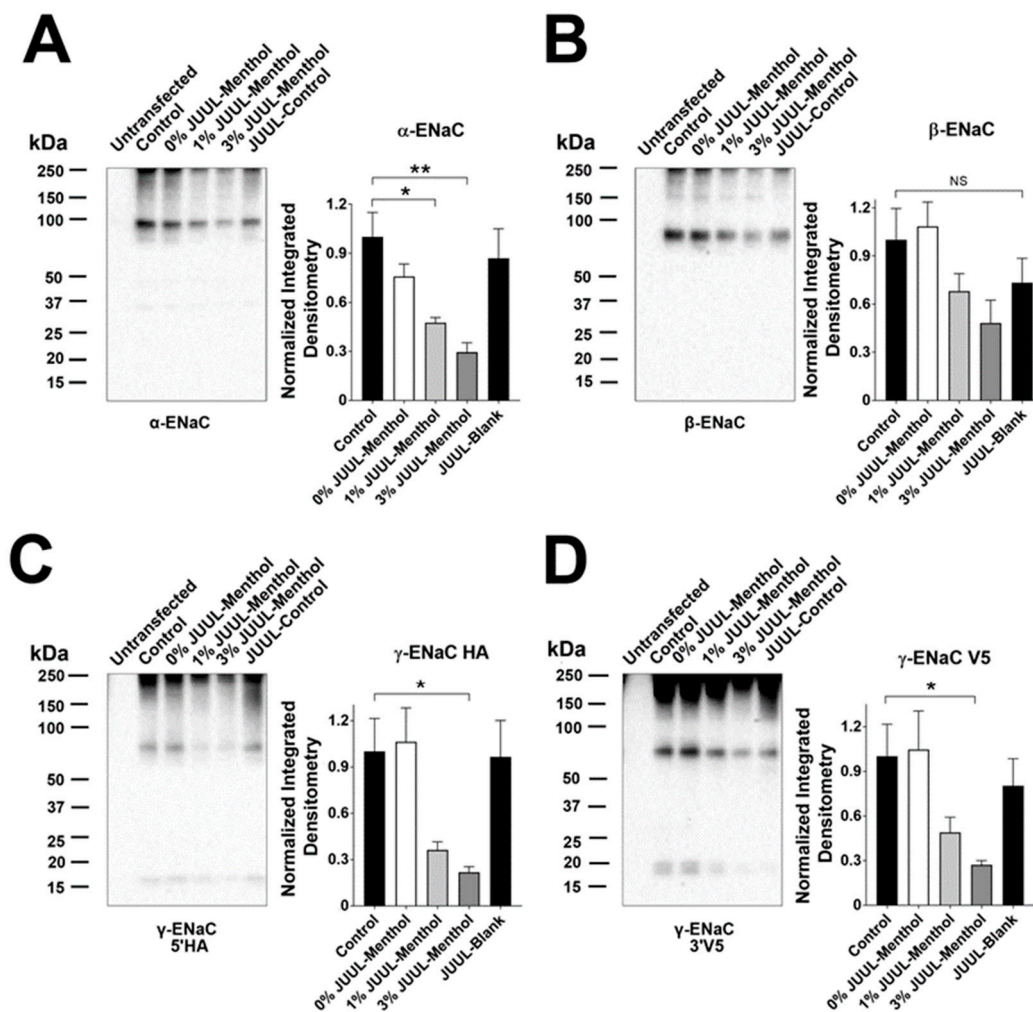 A
Untransfected
Control
0% JUUL-Menthol
1% JUUL-Menthol
3% JUUL-Menthol
JUUL-Control
kDa
250
150
100
50
37
25
20
15
α-ENaC
α-ENaC
**
*
Normalized Integrated
Densitometry
1.2
0.9
0.6
0.3
0
Control
0% JUUL-Menthol
1% JUUL-Menthol
3% JUUL-Menthol
JUUL-Blank
B
Untransfected
Control
0% JUUL-Menthol
1% JUUL-Menthol
3% JUUL-Menthol
JUUL-Control
kDa
250
150
100
50
37
25
20
15
β-ENaC
β-ENaC
NS
Normalized Integrated
Densitometry
1.2
0.9
0.6
0.3
0
Control
0% JUUL-Menthol
1% JUUL-Menthol
3% JUUL-Menthol
JUUL-Blank
C
Untransfected
Control
0% JUUL-Menthol
1% JUUL-Menthol
3% JUUL-Menthol
JUUL-Control
kDa
250
150
100
50
37
25
20
15
γ-ENaC
5'HA
γ-ENaC HA
*
Normalized Integrated
Densitometry
1.2
0.9
0.6
0.3
0
Control
0% JUUL-Menthol
1% JUUL-Menthol
3% JUUL-Menthol
JUUL-Blank
D
Untransfected
Control
0% JUUL-Menthol
1% JUUL-Menthol
3% JUUL-Menthol
JUUL-Control
kDa
250
150
100
50
37
25
20
15
γ-ENaC
3'V5
γ-ENaC V5
*
Normalized Integrated
Densitometry
1.2
0.9
0.6
0.3
0
Control
0% JUUL-Menthol
1% JUUL-Menthol
3% JUUL-Menthol
JUUL-Blank